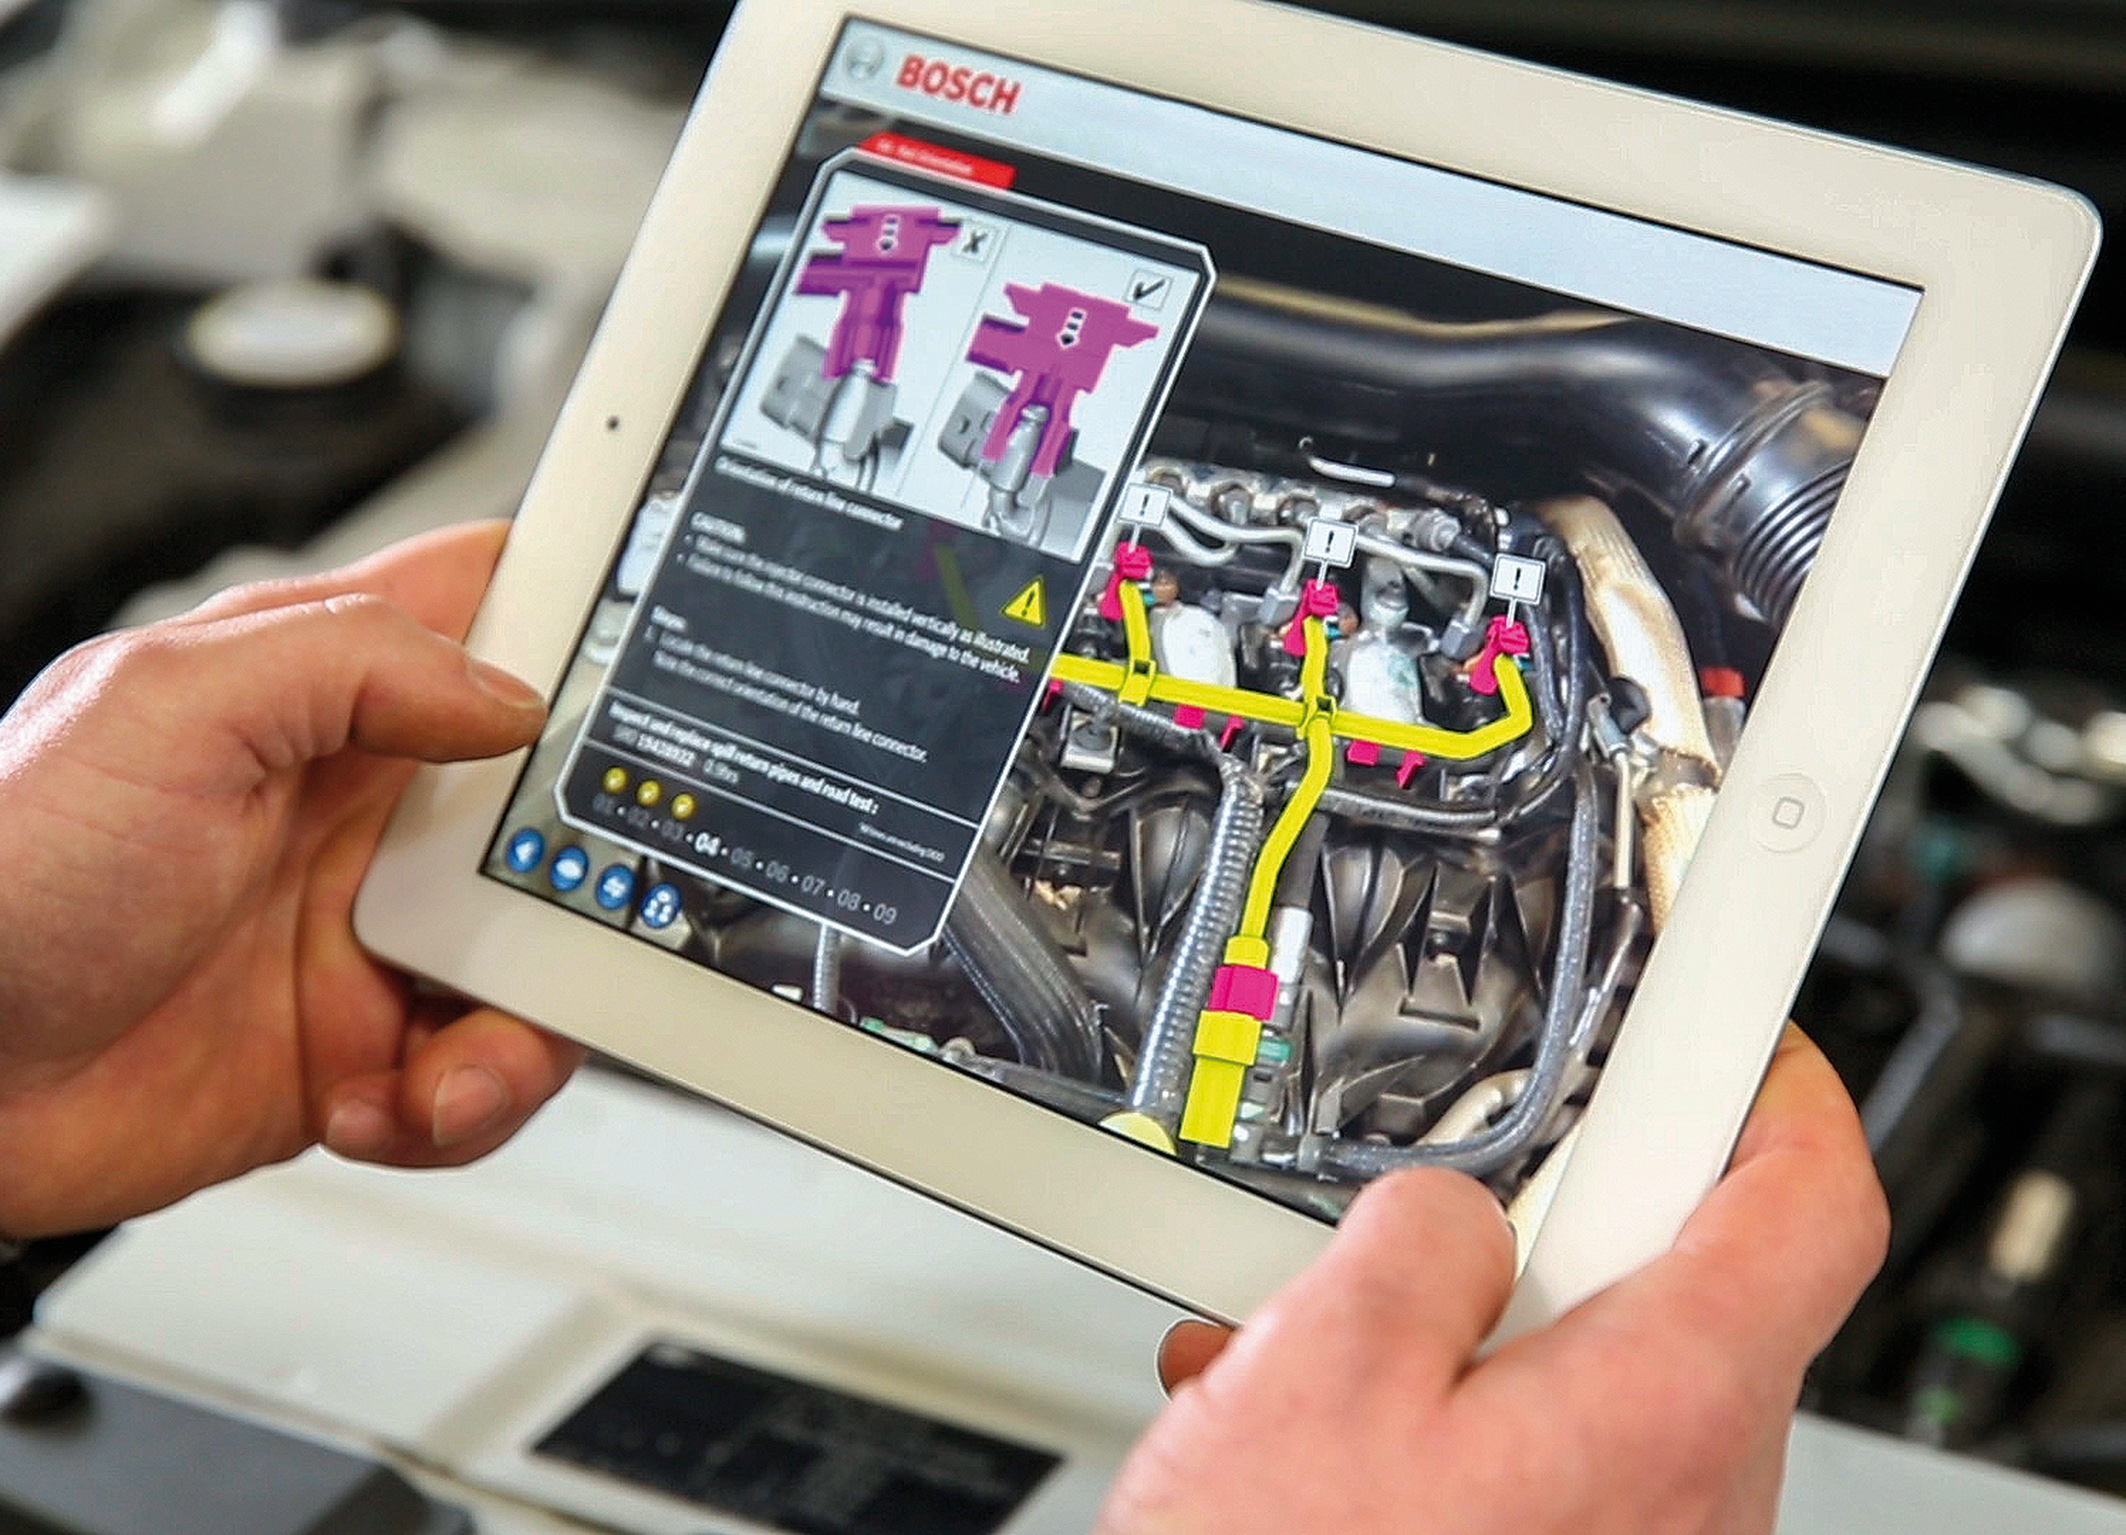 BOSCH
Orientation of return line connector
CAUTION:
• Make sure the injector connector is installed vertically as illustrated.
• Failure to follow this instruction may result in damage to the vehicle.
Steps:
1. Locate the return line connector by hand.
Note the correct orientation of the return line connector.
Inspect and replace spill return pipes and road test :
SRO 19428922 0.9hrs
01 • 02 • 03 • 04 • 05 • 06 • 07 • 08 • 09
!
!
!